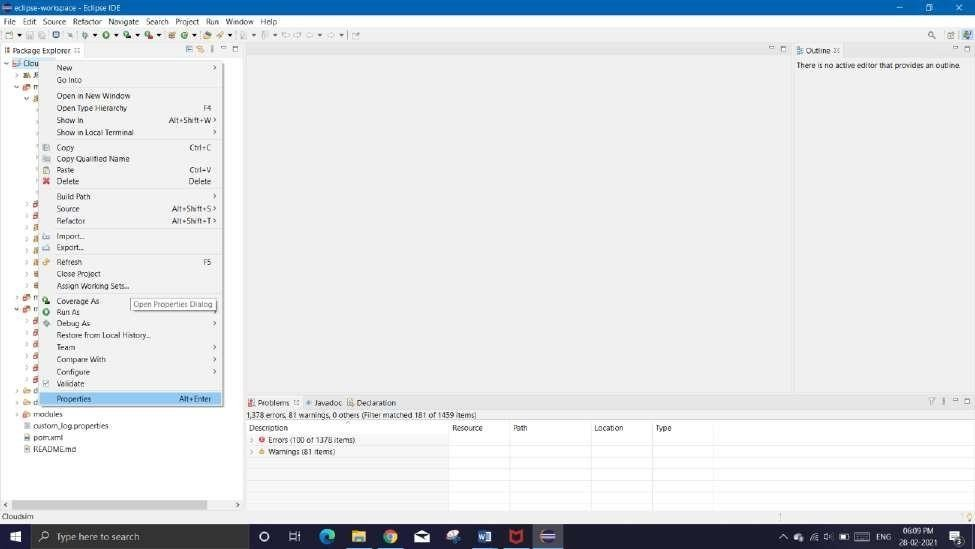 eclipse-workspace - Eclipse IDE
File Edit Source Refactor Navigate Search Project Run Window Help
Package Explorer
Outline
There is no active editor that provides an outline.
Clou
New
Go Into
Open in New Window
Open Type Hierarchy F4
Show In Alt+Shift+W
Show in Local Terminal
Copy Ctrl+C
Copy Qualified Name
Paste Ctrl+V
Delete Delete
Build Path
Source Alt+Shift+S
Refactor Alt+Shift+T
Import...
Export...
Refresh F5
Close Project
Assign Working Sets...
Coverage As
Open Properties Dialog
Run As
Debug As
Restore from Local History...
Team
Compare With
Configure
Validate
Properties Alt+Enter
modules
custom_log.properties
pom.xml
README.md
Problems Javadoc Declaration
1,378 errors, 81 warnings, 0 others (Filter matched 181 of 1459 items)
Description Resource Path Location Type
Errors (100 of 1378 items)
Warnings (81 items)
Cloudsim
Type here to search
ENG
06:09 PM
28-02-2021